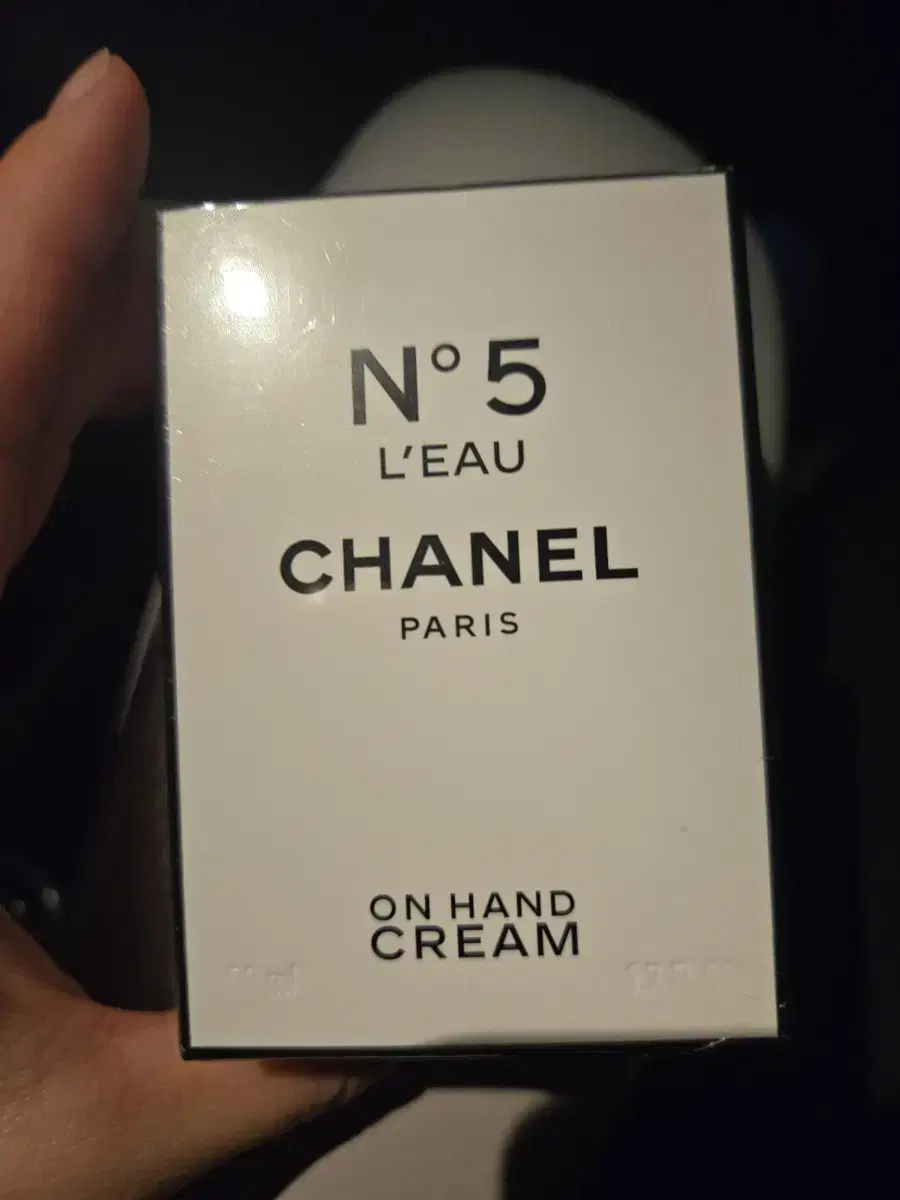 N° 5
L'EAU
CHANEL
PARIS
ON HAND
CREAM